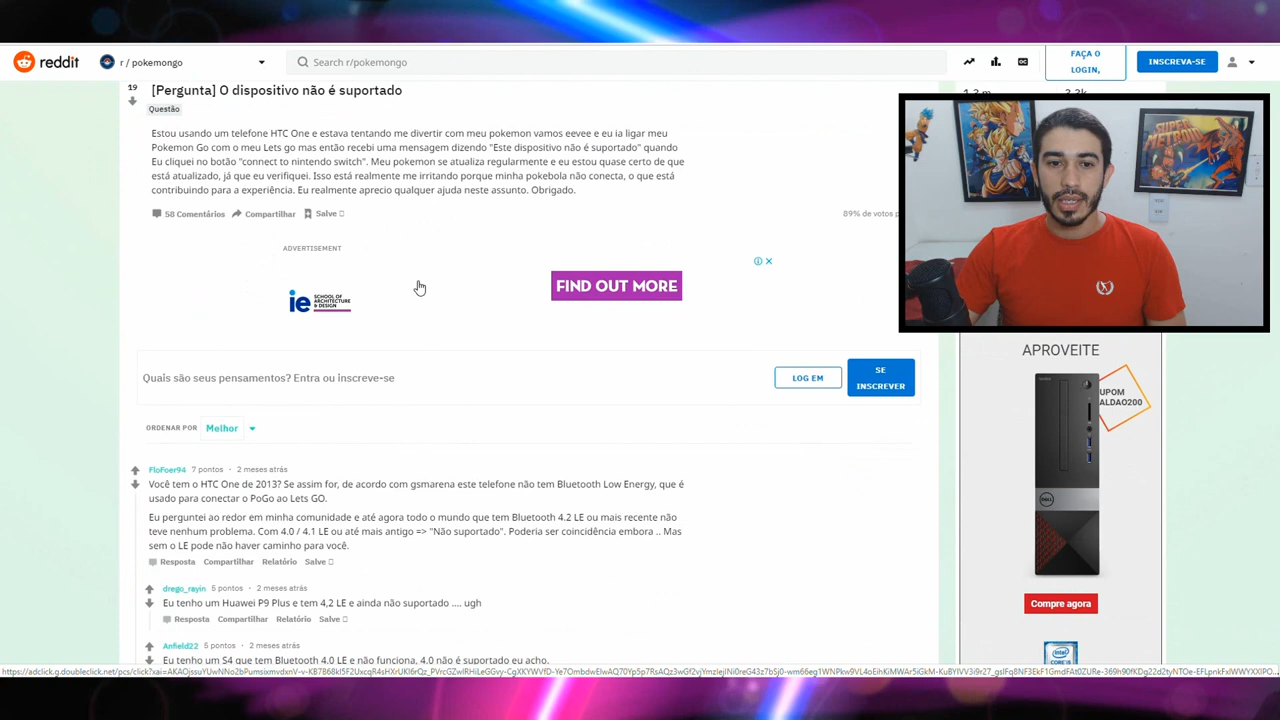 reddit
r / pokemongo
Search r/pokemongo
FAÇA O
LOGIN,
INSCREVA-SE
19
[Pergunta] O dispositivo não é suportado
Questão
Estou usando um telefone HTC One e estava tentando me divertir com meu pokemon vamos eevee e eu ia ligar meu
Pokemon Go com o meu Lets go mas então recebi uma mensagem dizendo "Este dispositivo não é suportado" quando
Eu cliquei no botão "connect to nintendo switch". Meu pokemon se atualiza regularmente e eu estou quase certo de que
está atualizado, já que eu verifiquei. Isso está realmente me irritando porque minha pokebola não conecta, o que está
contribuindo para a experiência. Eu realmente aprecio qualquer ajuda neste assunto. Obrigado.
58 Comentários
Compartilhar
Salve
89% de votos
ADVERTISEMENT
ie SCHOOL OF
ARCHITECTURE
& DESIGN
FIND OUT MORE
SUPER
METROID
Quais são seus pensamentos? Entra ou inscreve-se
LOG EM
SE
INSCREVER
ORDENAR POR
Melhor
FloFoer94 7 pontos · 2 meses atrás
Você tem o HTC One de 2013? Se assim for, de acordo com gsmarena este telefone não tem Bluetooth Low Energy, que é
usado para conectar o PoGo ao Lets GO.
Eu perguntei ao redor em minha comunidade e até agora todo o mundo que tem Bluetooth 4.2 LE ou mais recente não
teve nenhum problema. Com 4.0 / 4.1 LE ou até mais antigo => "Não suportado". Poderia ser coincidência embora .. Mas
sem o LE pode não haver caminho para você.
Resposta Compartilhar Relatório Salve
drego_rayin 5 pontos · 2 meses atrás
Eu tenho um Huawei P9 Plus e tem 4,2 LE e ainda não suportado .... ugh
Resposta Compartilhar Relatório Salve
Anfield22 5 pontos · 2 meses atrás
Eu tenho um S4 que tem Bluetooth 4.0 LE e não funciona, 4.0 não é suportado eu acho.
APROVEITE
UPOM
ALDAO200
DELL
Compre agora
intel